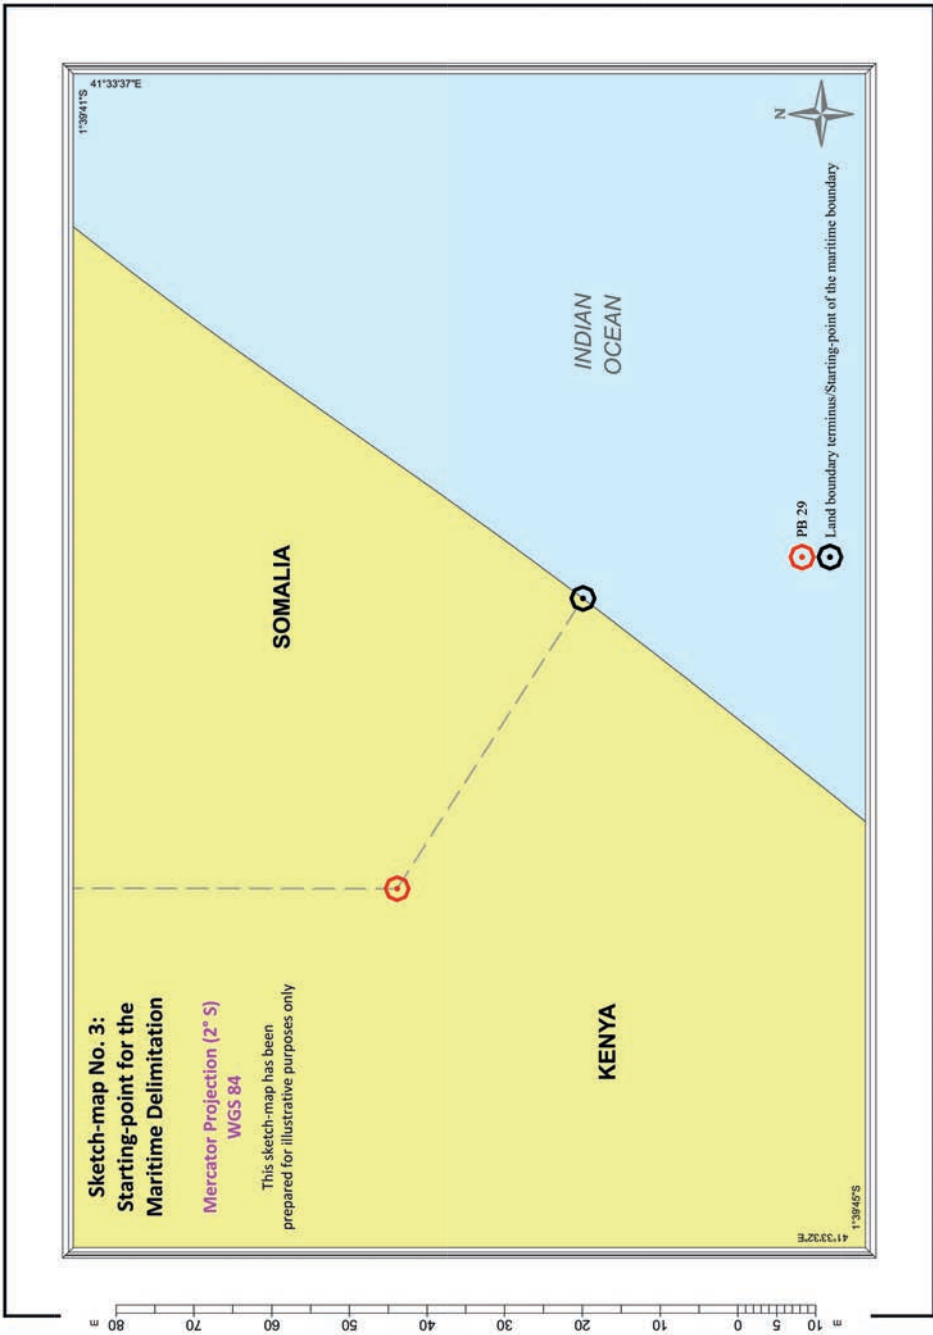 Sketch-map No. 3:
Starting-point for the
Maritime Delimitation
Mercator Projection (2° S)
WGS 84
This sketch-map has been
prepared for illustrative purposes only
1°39'41"S
41°33'37"E
SOMALIA
KENYA
INDIAN
OCEAN
N
PB 29
Land boundary terminus/Starting-point of the maritime boundary
41°33'32"E
1°39'45"S
m
80
70
60
50
40
30
20
10
0
5
10
m